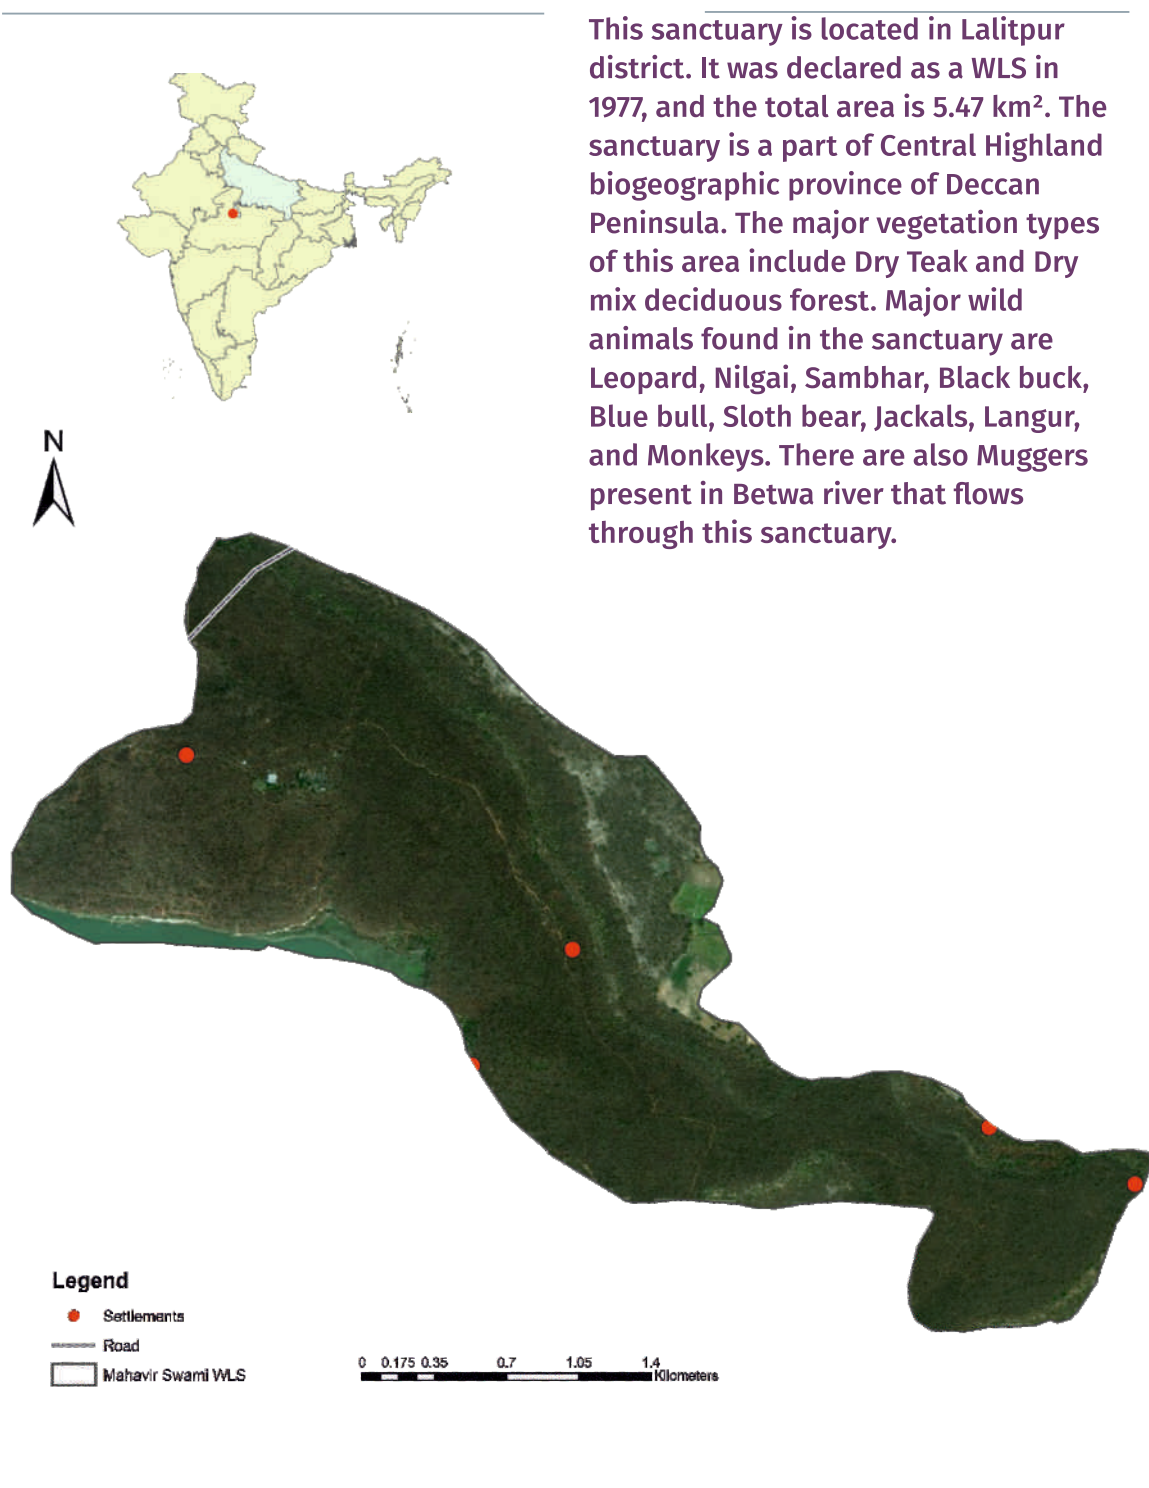 This sanctuary is located in Lalitpur
district. It was declared as a WLS in
1977, and the total area is 5.47 km². The
sanctuary is a part of Central Highland
biogeographic province of Deccan
Peninsula. The major vegetation types
of this area include Dry Teak and Dry
mix deciduous forest. Major wild
animals found in the sanctuary are
Leopard, Nilgai, Sambhar, Black buck,
Blue bull, Sloth bear, Jackals, Langur,
and Monkeys. There are also Muggers
present in Betwa river that flows
through this sanctuary.
N
Legend
Settlements
Road
Mahavir Swami WLS
0 0.175 0.35 0.7 1.05 1.4
Kilometers